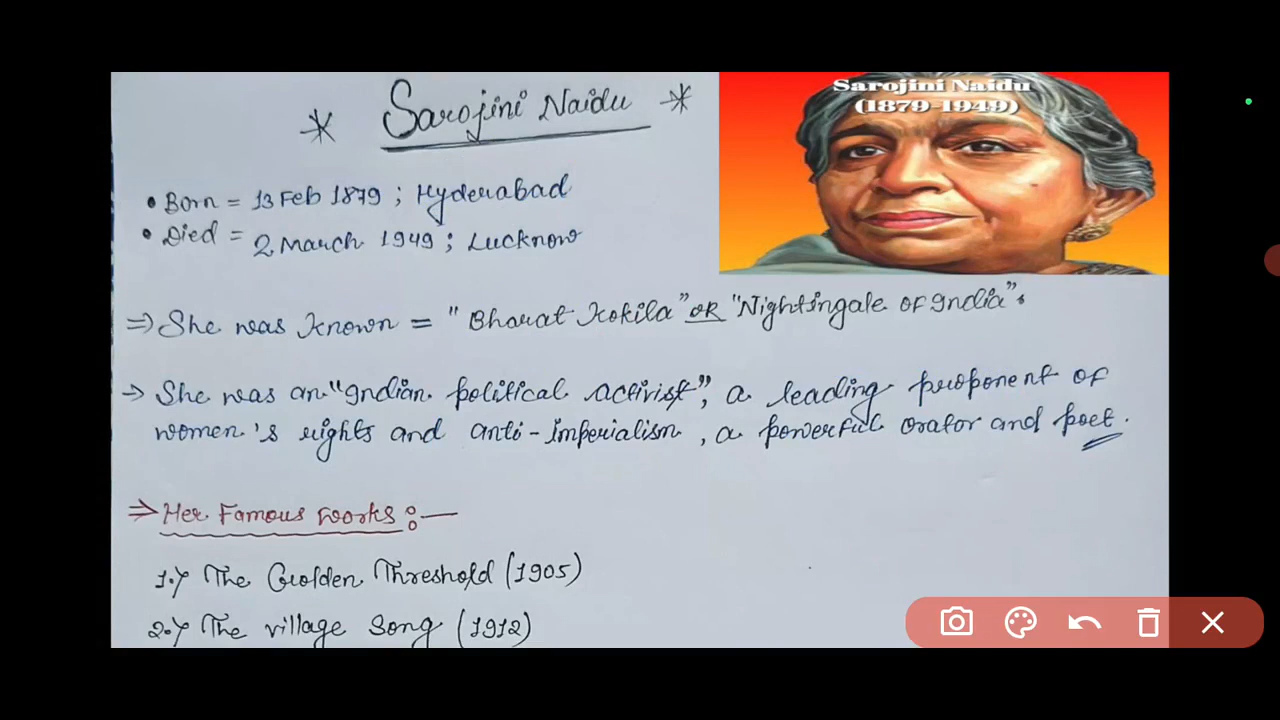 * Sarojini Naidu *
Sarojini Naidu
(1879-1949)
• Born = 13 Feb 1879 ; Hyderabad
• Died = 2 March 1949 ; Lucknow
⇒ She was known = "Bharat Kokila" OR "Nightingale of India".
→ She was an "Indian political activist", a leading proponent of
women's rights and anti-imperialism, a powerful orator and poet.
⇒ Her Famous works :—
1.) The Golden Threshold (1905)
2.) The village Song (1912)